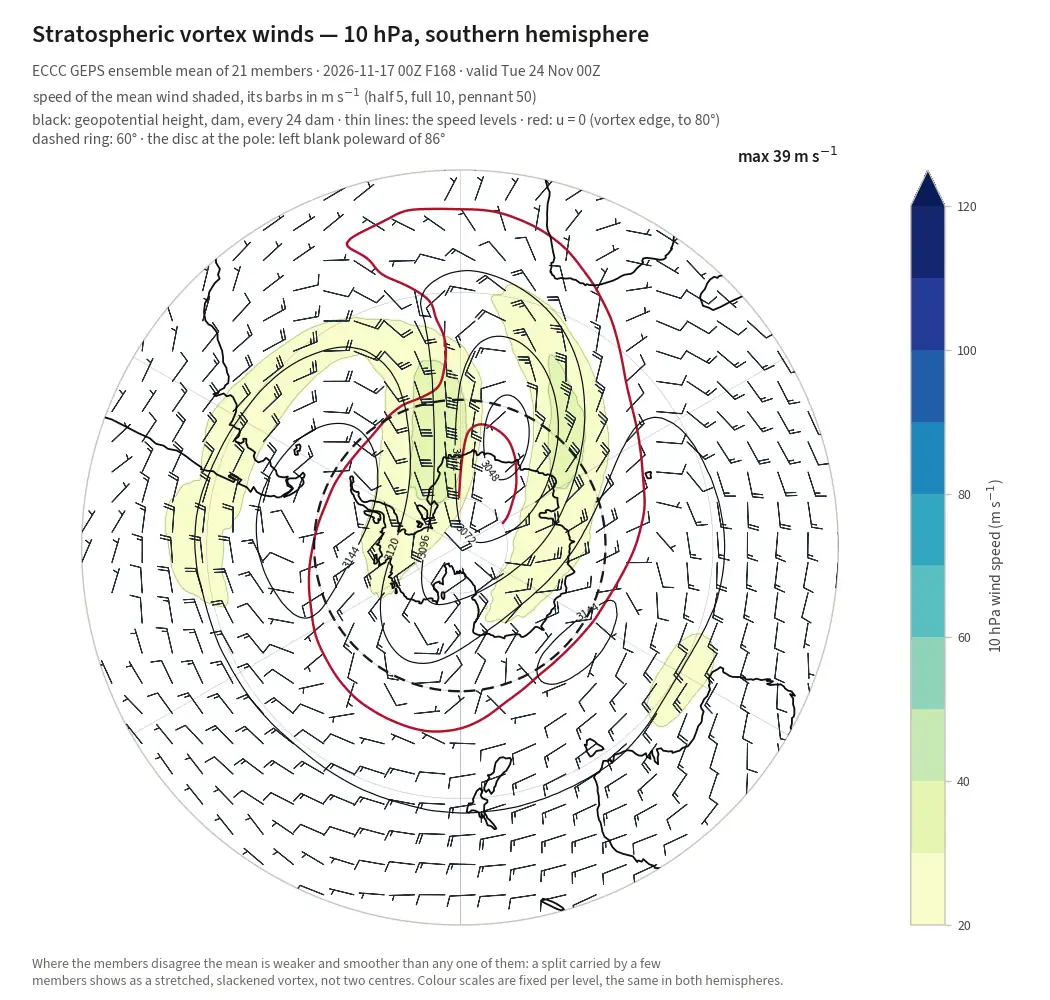 Stratospheric vortex winds — 10 hPa, southern hemisphere
ECCC GEPS ensemble mean of 21 members · 2026-11-17 00Z F168 · valid Tue 24 Nov 00Z
speed of the mean wind shaded, its barbs in m s⁻¹ (half 5, full 10, pennant 50)
black: geopotential height, dam, every 24 dam · thin lines: the speed levels · red: u = 0 (vortex edge, to 80°)
dashed ring: 60° · the disc at the pole: left blank poleward of 86°
max 39 m s⁻¹
120
100
80
60
40
20
10 hPa wind speed (m s⁻¹)
3048
3072
3096
3120
3144
3144
Where the members disagree the mean is weaker and smoother than any one of them: a split carried by a few
members shows as a stretched, slackened vortex, not two centres. Colour scales are fixed per level, the same in both hemispheres.